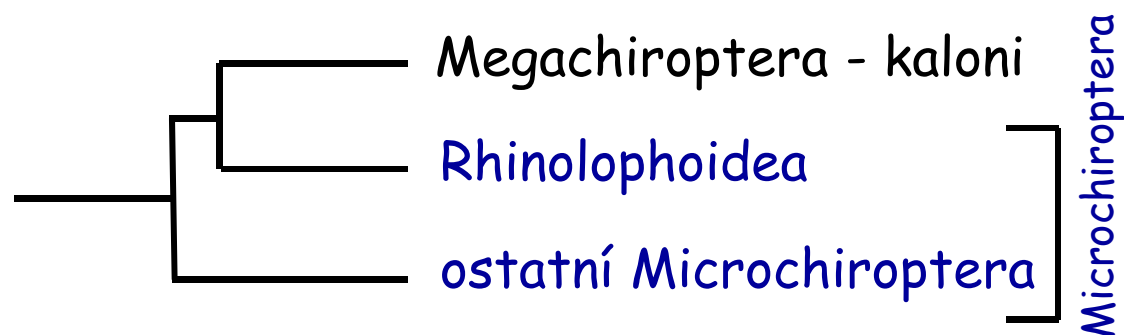 Megachiroptera - kaloni
Rhinolophoidea
ostatní Microchiroptera
Microchiroptera